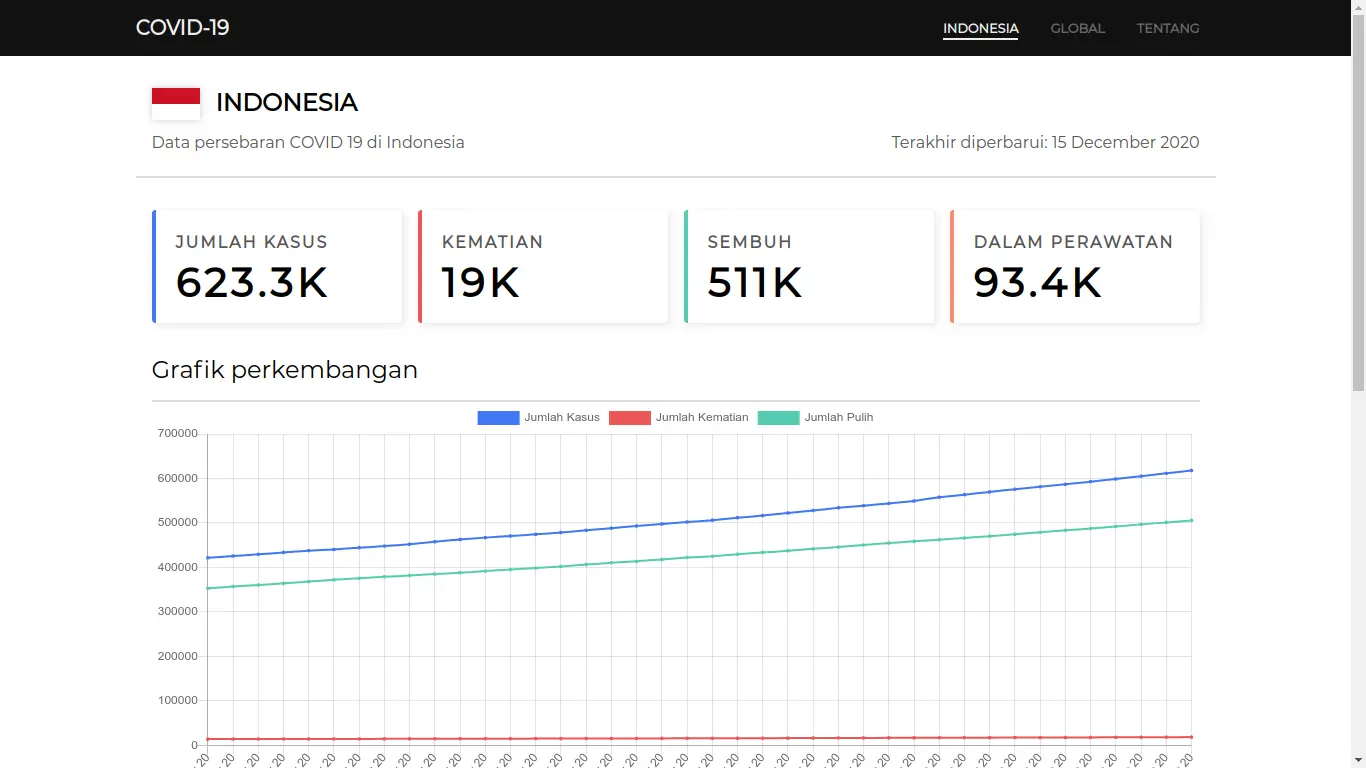 COVID-19
INDONESIA GLOBAL TENTANG
INDONESIA
Data persebaran COVID 19 di Indonesia
Terakhir diperbarui: 15 December 2020
JUMLAH KASUS
623.3K
KEMATIAN
19K
SEMBUH
511K
DALAM PERAWATAN
93.4K
Grafik perkembangan
Jumlah Kasus Jumlah Kematian Jumlah Pulih
700000
600000
500000
400000
300000
200000
100000
0